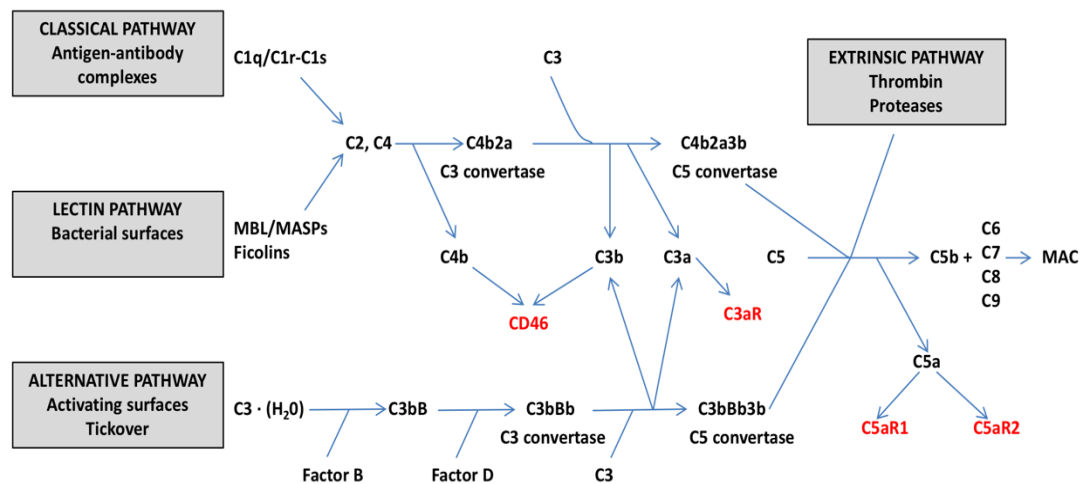 CLASSICAL PATHWAY
Antigen-antibody
complexes
C1q/C1r-C1s
C3
EXTRINSIC PATHWAY
Thrombin
Proteases
C2, C4
C4b2a
C3 convertase
C4b2a3b
C5 convertase
LECTIN PATHWAY
Bacterial surfaces
MBL/MASPs
Ficolins
C4b
C3b
C3a
C5
C5b +
C6
C7
C8
C9
MAC
CD46
C3aR
C5a
C5aR1
C5aR2
ALTERNATIVE PATHWAY
Activating surfaces
Tickover
C3 · (H₂0)
C3bB
C3bBb
C3 convertase
C3bBb3b
C5 convertase
Factor B
Factor D
C3